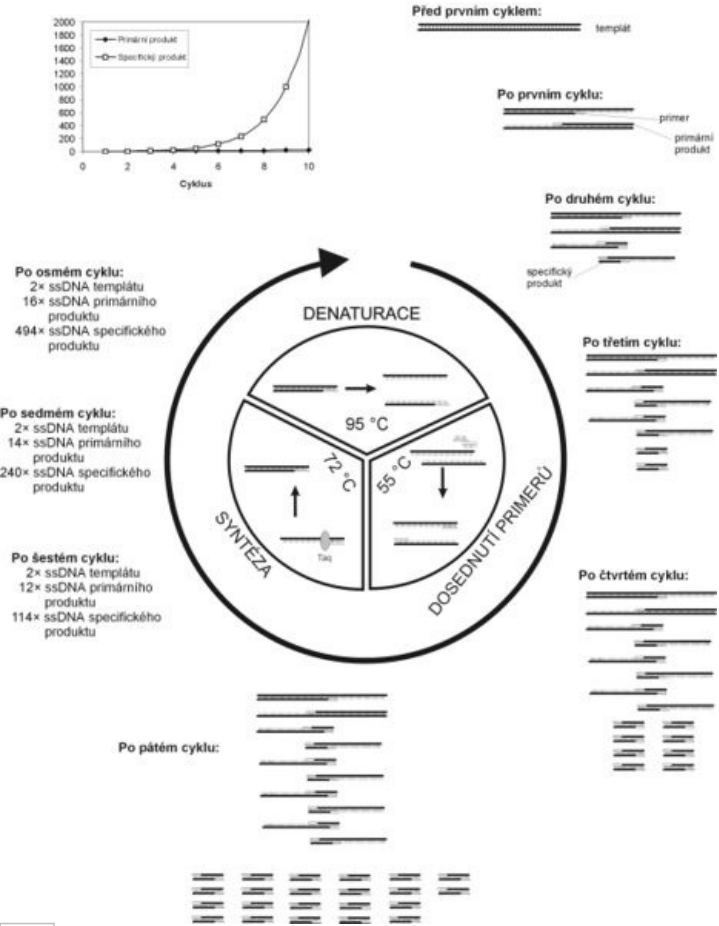 2000
1800
1600
1400
1200
1000
800
600
400
200
0
Primární produkt
Specifický produkt
0
2
4
6
8
10
Cyklus
Před prvním cyklem:
templát
Po prvním cyklu:
primer
primární
produkt
Po druhém cyklu:
specifický
produkt
Po třetím cyklu:
Po čtvrtém cyklu:
Po pátém cyklu:
Po šestém cyklu:
2× ssDNA templátu
12× ssDNA primárního
produktu
114× ssDNA specifického
produktu
Po sedmém cyklu:
2× ssDNA templátu
14× ssDNA primárního
produktu
240× ssDNA specifického
produktu
Po osmém cyklu:
2× ssDNA templátu
16× ssDNA primárního
produktu
494× ssDNA specifického
produktu
DENATURACE
95 °C
72 °C
55 °C
SYNTÉZA
Taq
DOSEDNUTÍ PRIMERŮ